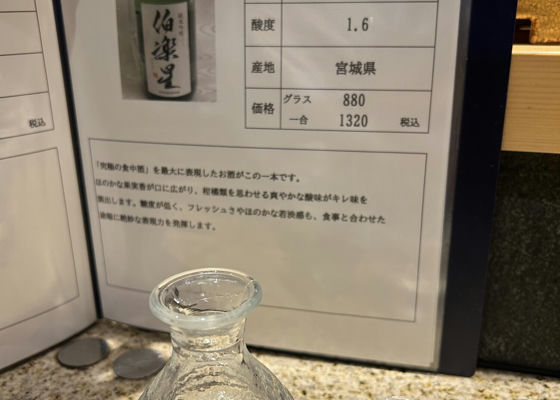 伯楽星
酸度 1.6
産地 宮城県
価格 グラス 880
一合 1320 税込
税込
「究極の食中酒」を最大に表現したお酒がこの一本です。
ほのかな果実香が口に広がり、柑橘類を思わせる爽やかな酸味がキレ味を
演出します。糖度が低く、フレッシュさやほのかな若渋感も、食事と合わせた
時に絶妙な表現力を発揮します。